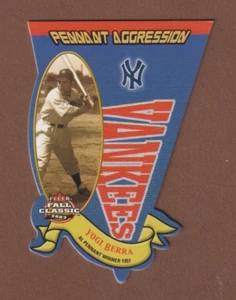 PENNANT AGGRESSION
NY
YANKEES
FLEER
FALL
CLASSIC
2003
YOGI BERRA
AL PENNANT WINNER 1951